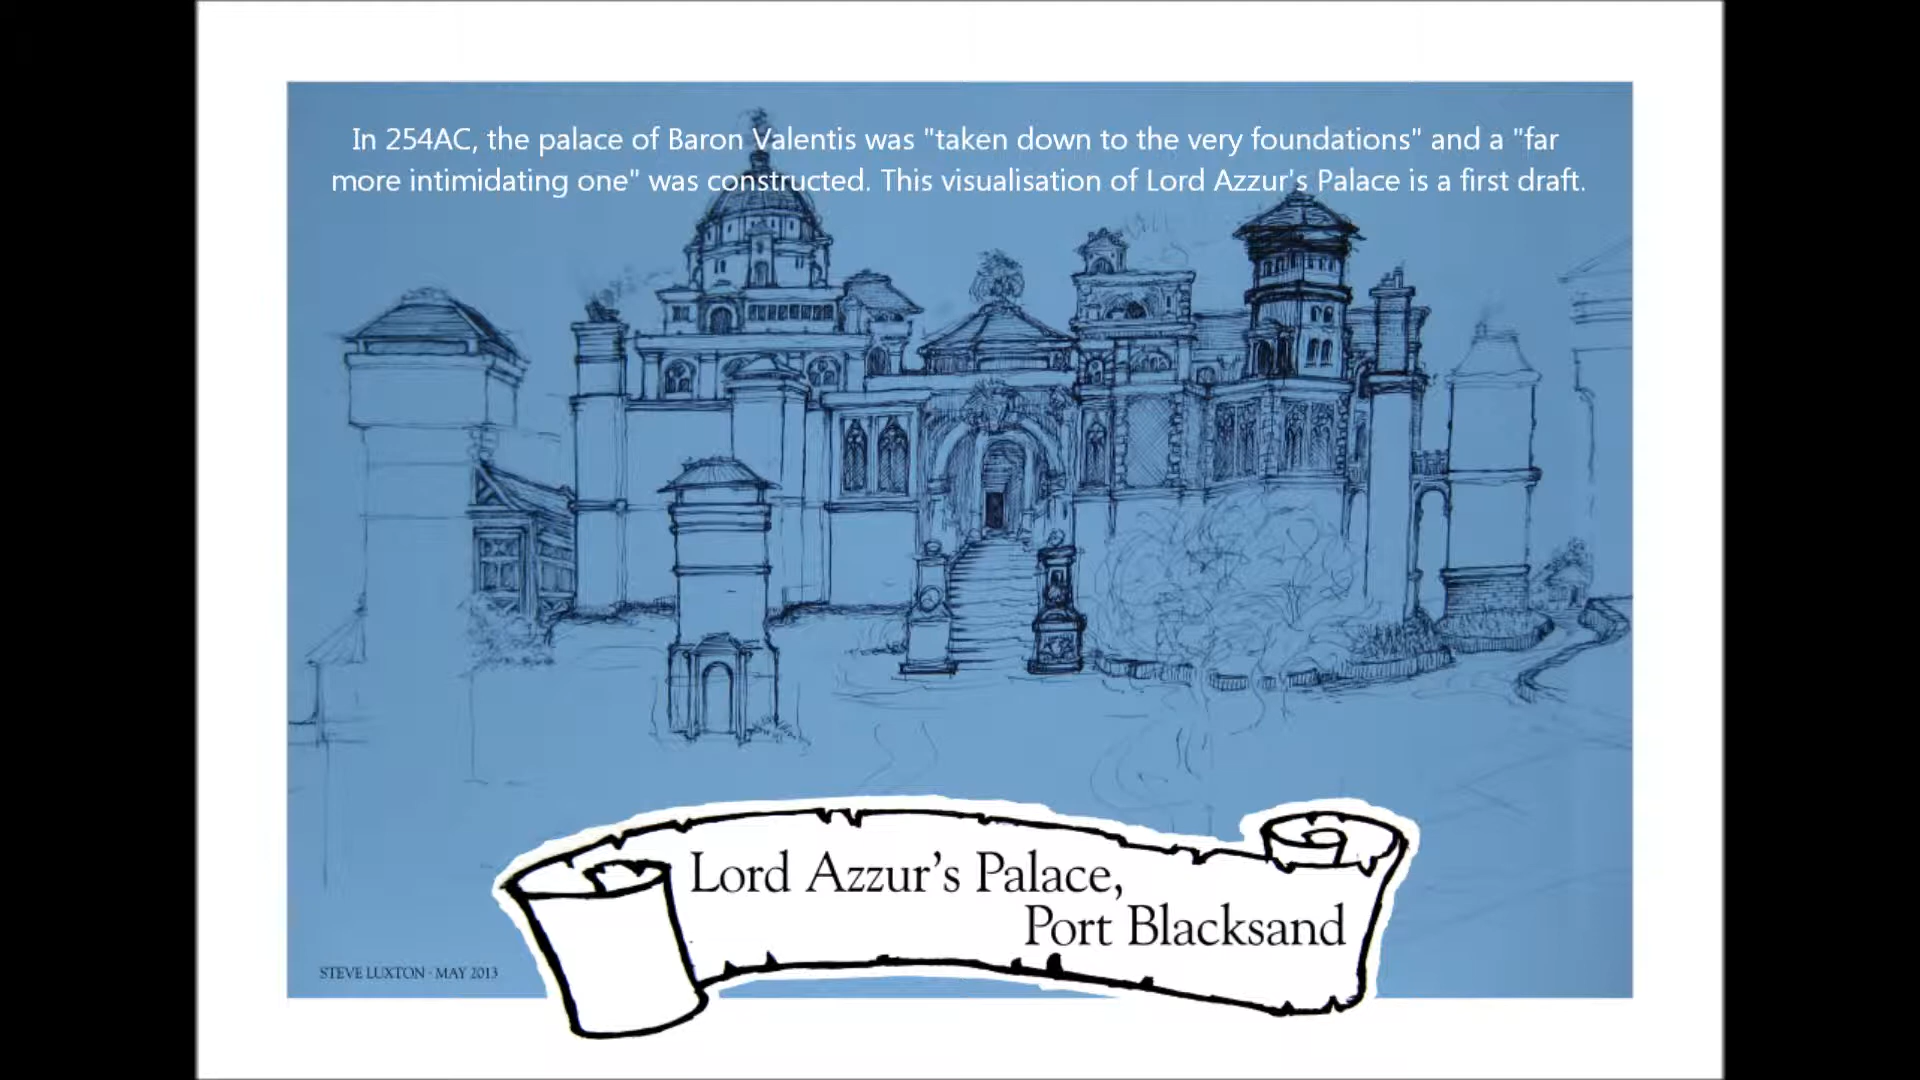 In 254AC, the palace of Baron Valentis was "taken down to the very foundations" and a "far
more intimidating one" was constructed. This visualisation of Lord Azzur's Palace is a first draft.
Lord Azzur's Palace,
Port Blacksand
STEVE LUXTON - MAY 2013